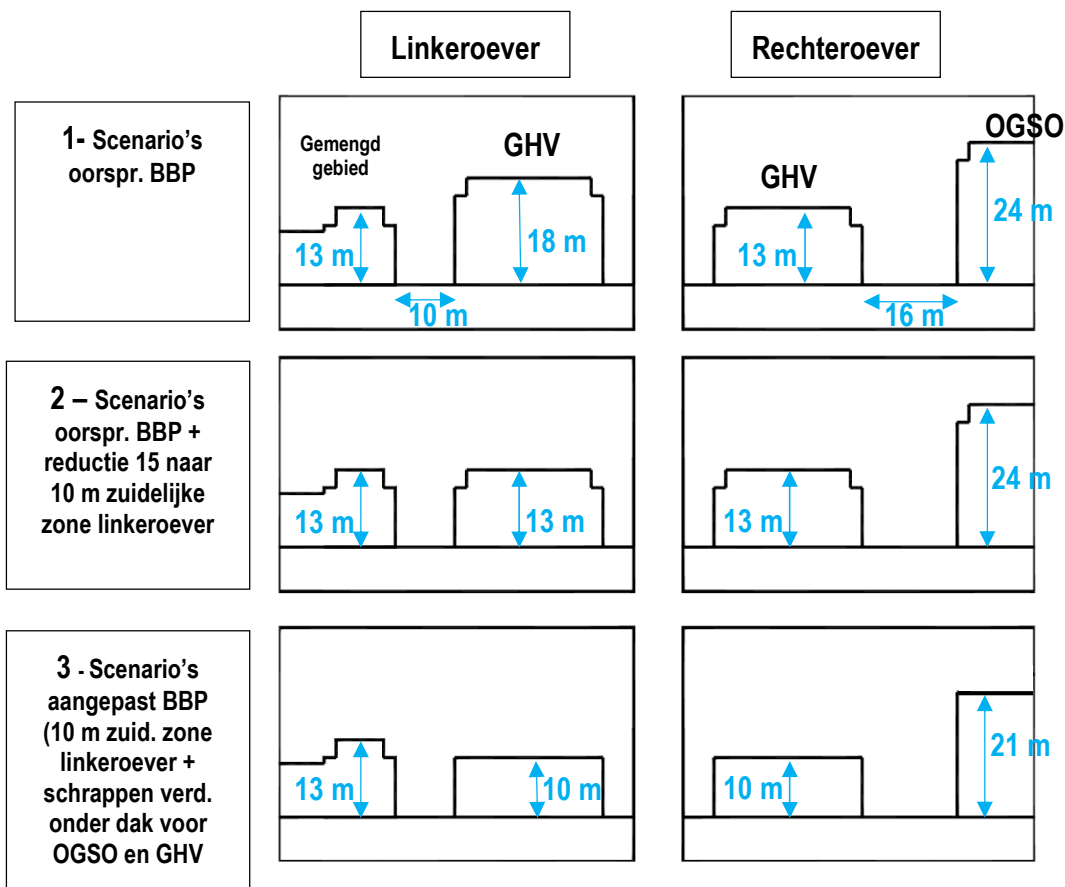 Linkeroever
Rechteroever
1- Scenario's
oorspr. BBP
Gemengd
gebied
GHV
13 m
18 m
10 m
GHV
OGSO
13 m
24 m
16 m
2 – Scenario's
oorspr. BBP +
reductie 15 naar
10 m zuidelijke
zone linkeroever
13 m
13 m
13 m
24 m
3 - Scenario's
aangepast BBP
(10 m zuid. zone
linkeroever +
schrappen verd.
onder dak voor
OGSO en GHV
13 m
10 m
10 m
21 m